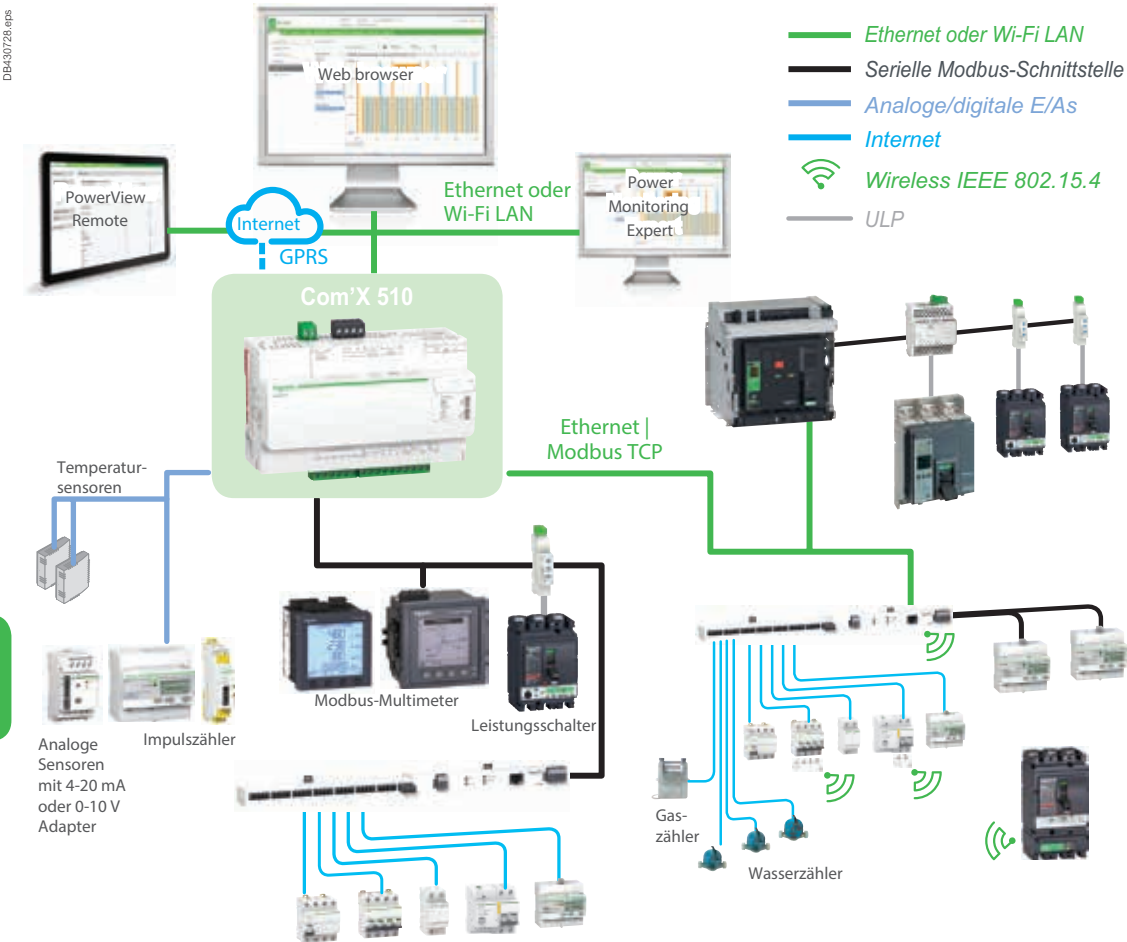 DB430728.eps
Web browser
PowerView
Remote
Internet
GPRS
Ethernet oder
Wi-Fi LAN
Power
Monitoring
Expert
Ethernet oder Wi-Fi LAN
Serielle Modbus-Schnittstelle
Analoge/digitale E/As
Internet
Wireless IEEE 802.15.4
ULP
Com'X 510
Ethernet |
Modbus TCP
Temperatur-
sensoren
Analoge
Sensoren
mit 4-20 mA
oder 0-10 V
Adapter
Impulszähler
Modbus-Multimeter
Leistungsschalter
Gas-
zähler
Wasserzähler